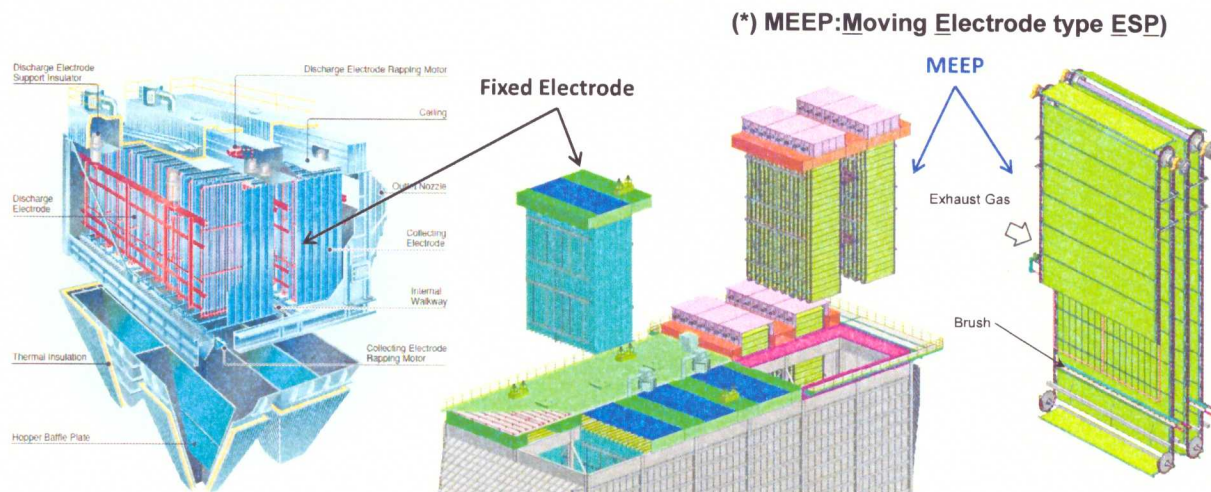 (*) MEEP:Moving Electrode type ESP)
Discharge Electrode
Support Insulator
Discharge Electrode Rapping Motor
Fixed Electrode
MEEP
Ceiling
Outlet Nozzle
Discharge
Electrode
Exhaust Gas
Collecting
Electrode
Internal
Walkway
Brush
Thermal Insulation
Collecting Electrode
Rapping Motor
Hopper Baffle Plate